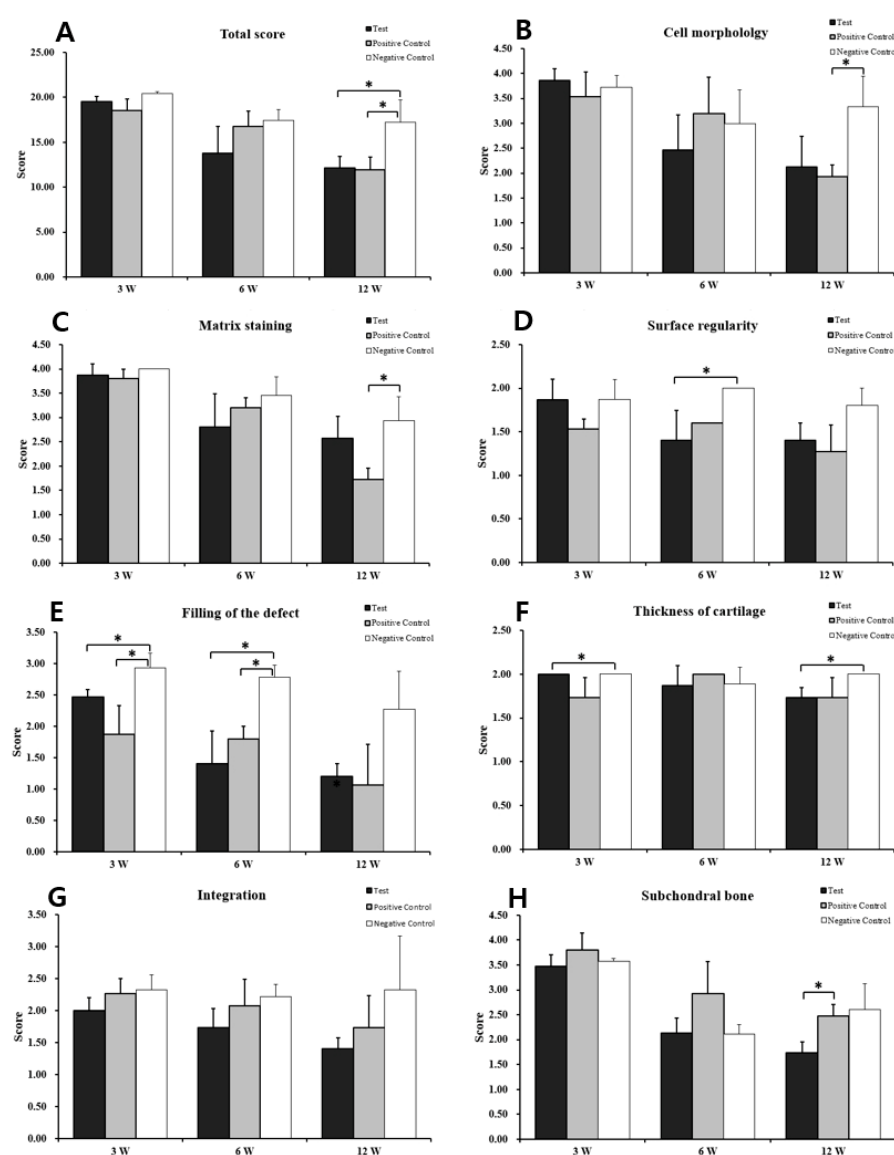 A
Total score
Test
Positive Control
Negative Control
25.00
20.00
15.00
10.00
5.00
0.00
Score
*
*
3 W
6 W
12 W
B
Cell morphololgy
Test
Positive Control
Negative Control
4.50
4.00
3.50
3.00
2.50
2.00
1.50
1.00
0.50
0.00
Score
*
3 W
6 W
12 W
C
Matrix staining
Test
Positive Control
Negative Control
4.50
4.00
3.50
3.00
2.50
2.00
1.50
1.00
0.50
0.00
Score
*
3 W
6 W
12 W
D
Surface regularity
Test
Positive Control
Negative Control
2.50
2.00
1.50
1.00
0.50
0.00
Score
*
3 W
6 W
12 W
E
Filling of the defect
Test
Positive Control
Negative Control
3.50
3.00
2.50
2.00
1.50
1.00
0.50
0.00
Score
*
*
*
*
*
3 W
6 W
12 W
F
Thickness of cartilage
Test
Positive Control
Negative Control
2.50
2.00
1.50
1.00
0.50
0.00
Score
*
*
3 W
6 W
12 W
G
Integration
Test
Positive Control
Negative Control
3.50
3.00
2.50
2.00
1.50
1.00
0.50
0.00
Score
3 W
6 W
12 W
H
Subchondral bone
Test
Positive Control
Negative Control
4.50
4.00
3.50
3.00
2.50
2.00
1.50
1.00
0.50
0.00
Score
*
3 W
6 W
12 W